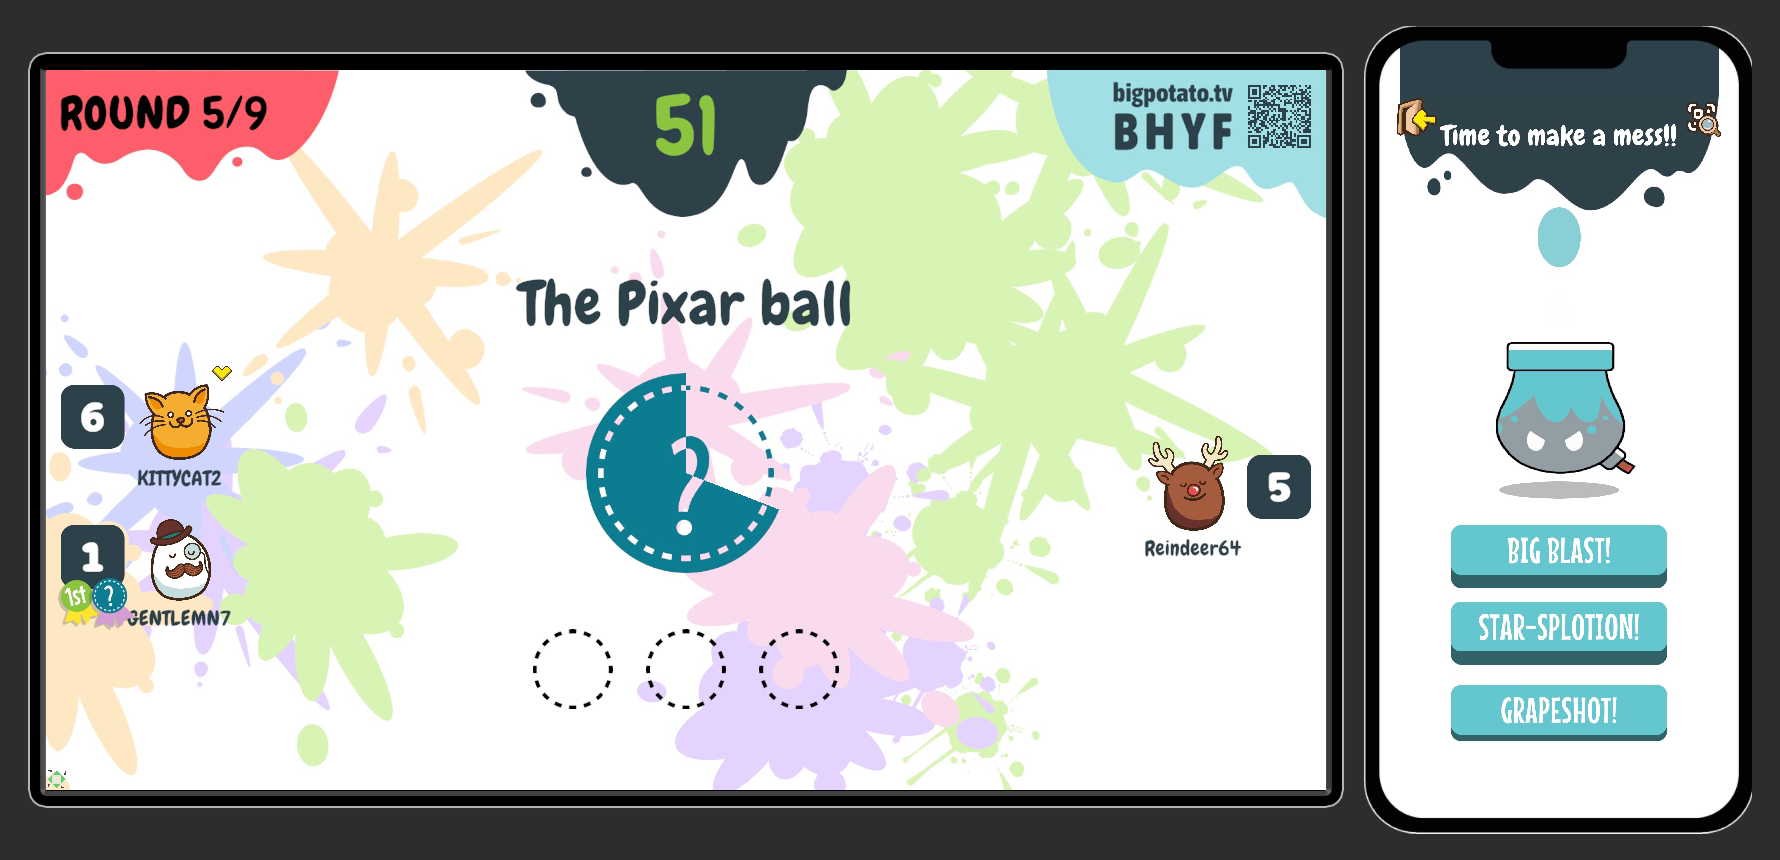 ROUND 5/9
51
bigpotato.tv
BHYF
The Pixar ball
?
6
KITTYCAT2
1
1st
?
GENTLEMN7
5
Reindeer64
Time to make a mess!!
BIG BLAST!
STAR-SPLOTION!
GRAPESHOT!